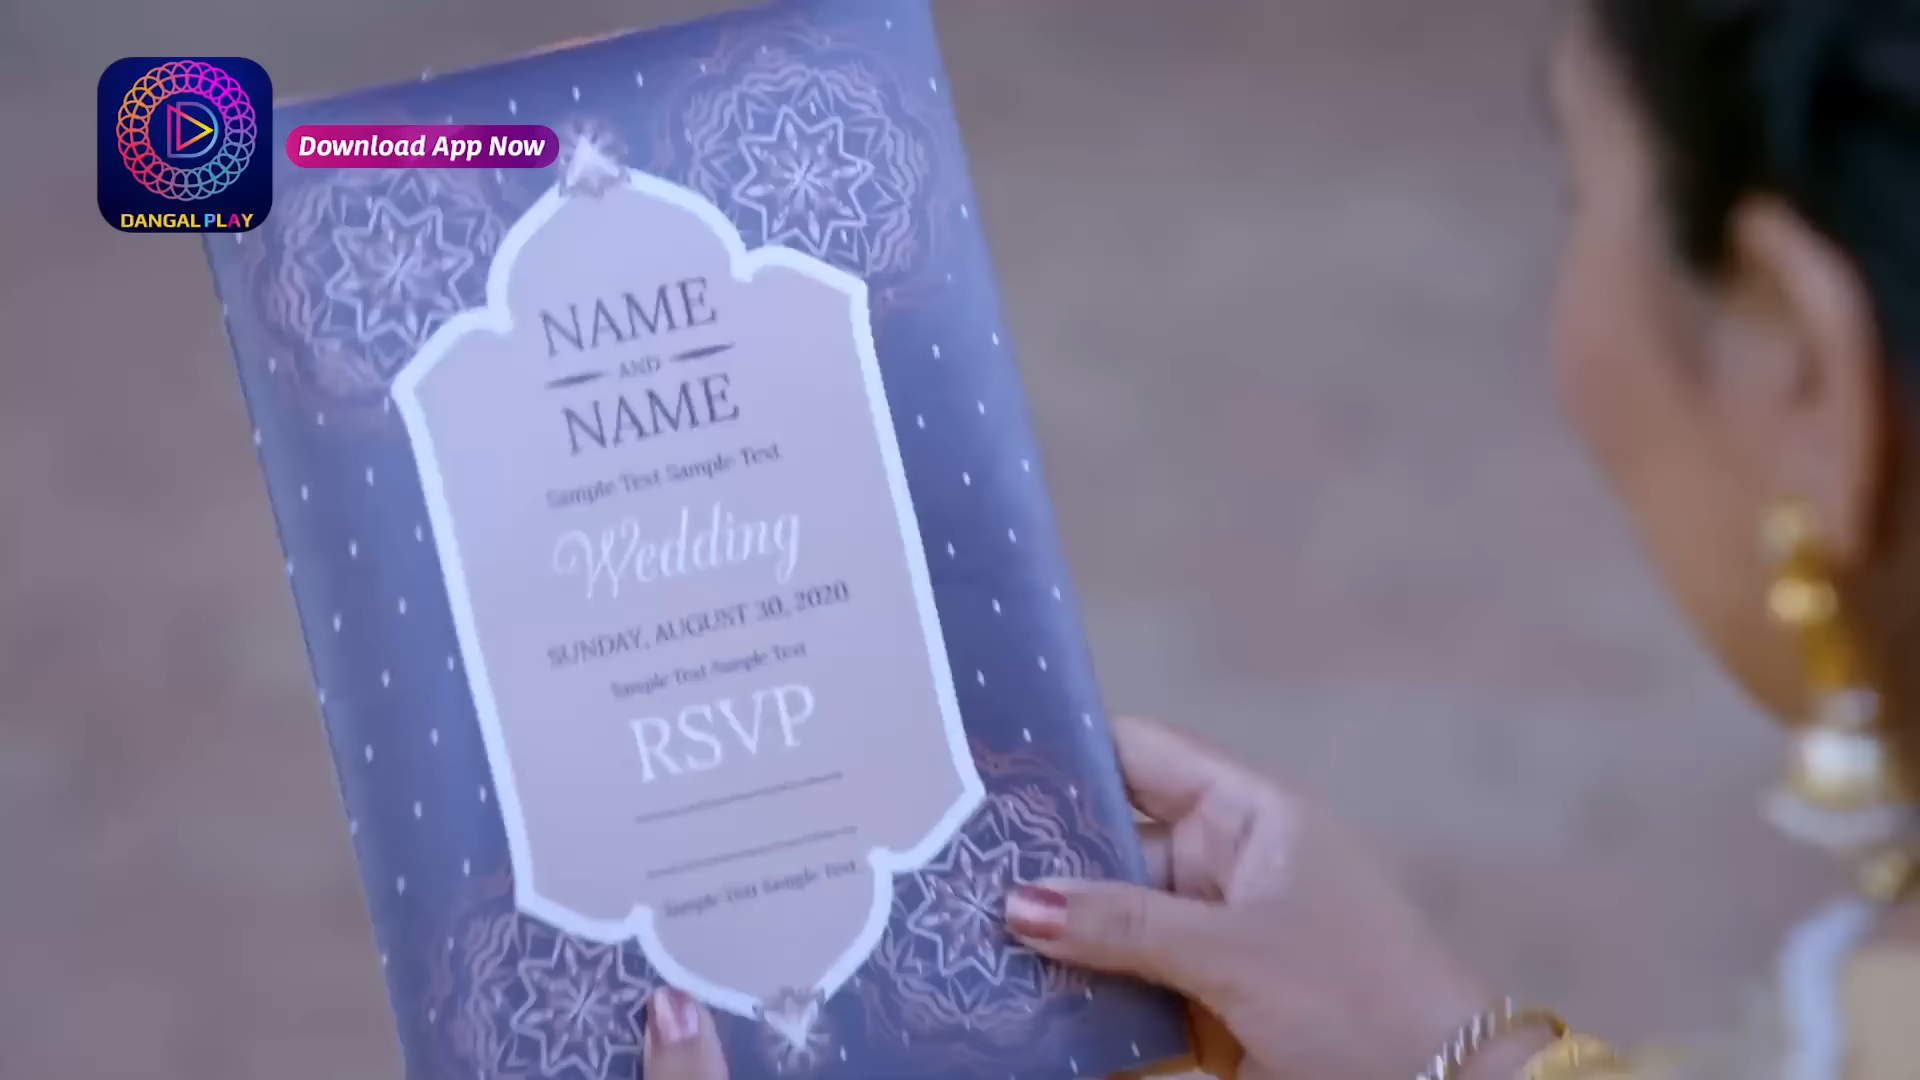 DANGAL PLAY
Download App Now
NAME
AND
NAME
Sample Text Sample Text
Wedding
SUNDAY, AUGUST 30, 2020
Sample Text Sample Text
RSVP
Sample Text Sample Text